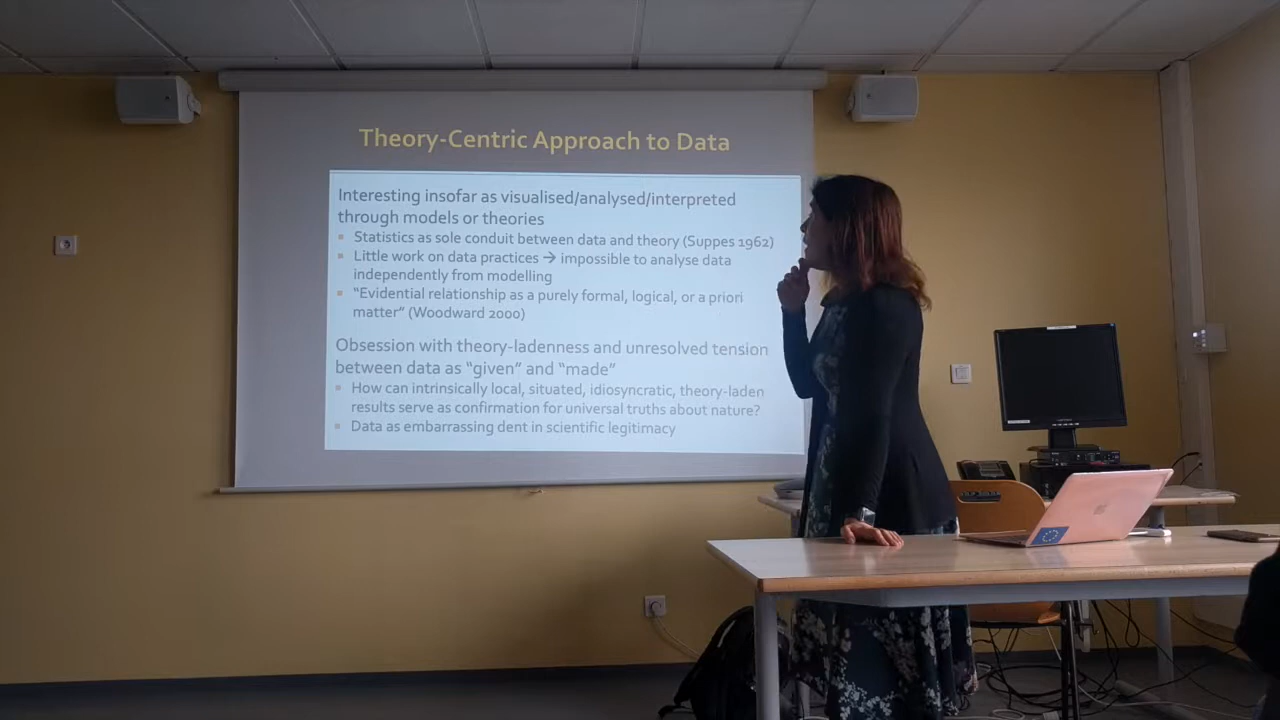 Theory-Centric Approach to Data
Interesting insofar as visualised/analysed/interpreted
through models or theories
Statistics as sole conduit between data and theory (Suppes 1962)
Little work on data practices → impossible to analyse data
independently from modelling
“Evidential relationship as a purely formal, logical, or a priori
matter” (Woodward 2000)
Obsession with theory-ladenness and unresolved tension
between data as “given” and “made”
How can intrinsically local, situated, idiosyncratic, theory-laden
results serve as confirmation for universal truths about nature?
Data as embarrassing dent in scientific legitimacy